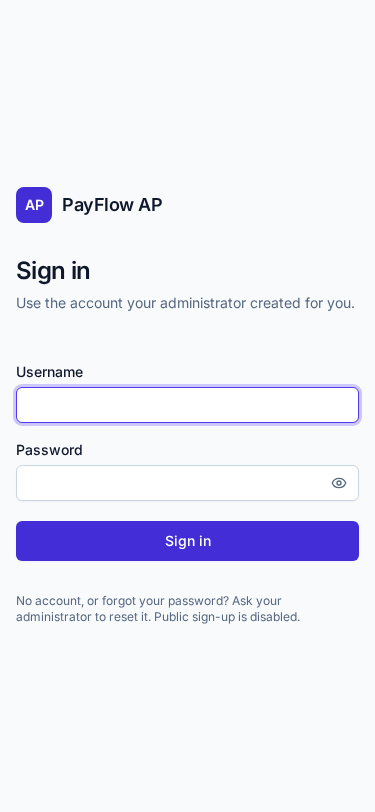 AP PayFlow AP
Sign in
Use the account your administrator created for you.
Username
Password
Sign in
No account, or forgot your password? Ask your
administrator to reset it. Public sign-up is disabled.